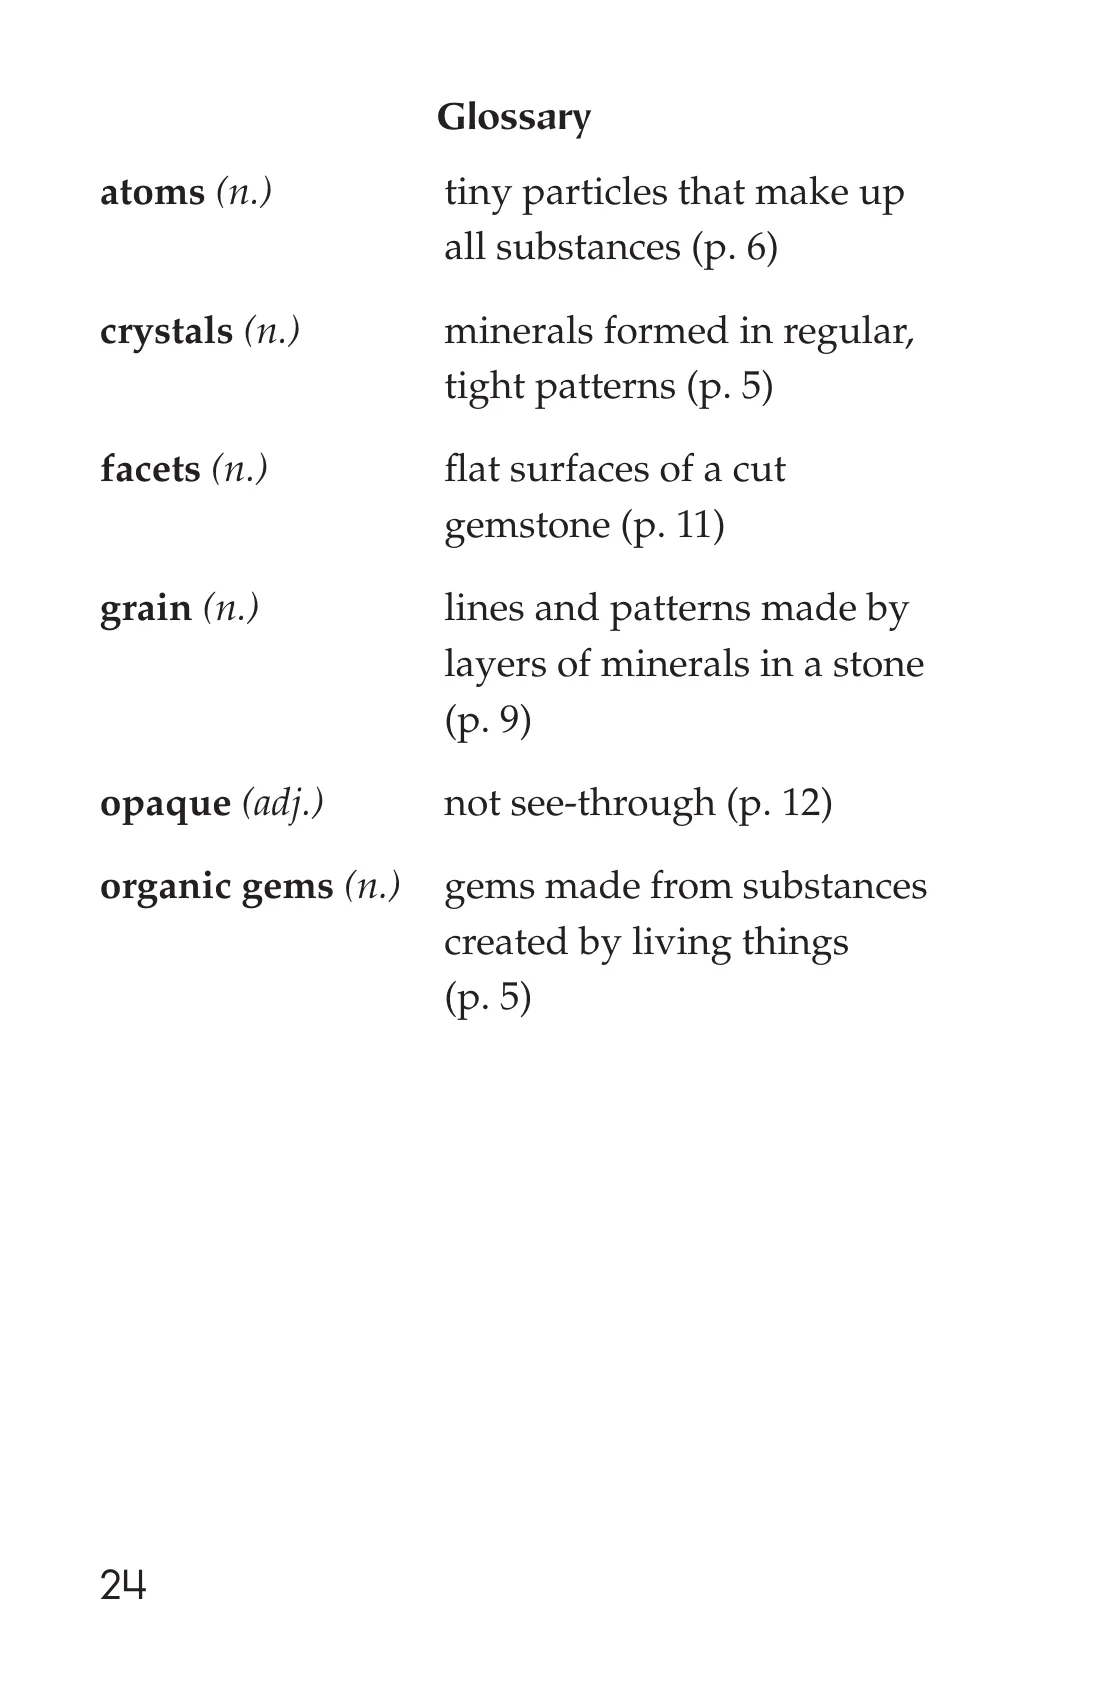 Glossary
atoms (n.) tiny particles that make up
all substances (p. 6)
crystals (n.) minerals formed in regular,
tight patterns (p. 5)
facets (n.) flat surfaces of a cut
gemstone (p. 11)
grain (n.) lines and patterns made by
layers of minerals in a stone
(p. 9)
opaque (adj.) not see-through (p. 12)
organic gems (n.) gems made from substances
created by living things
(p. 5)
24